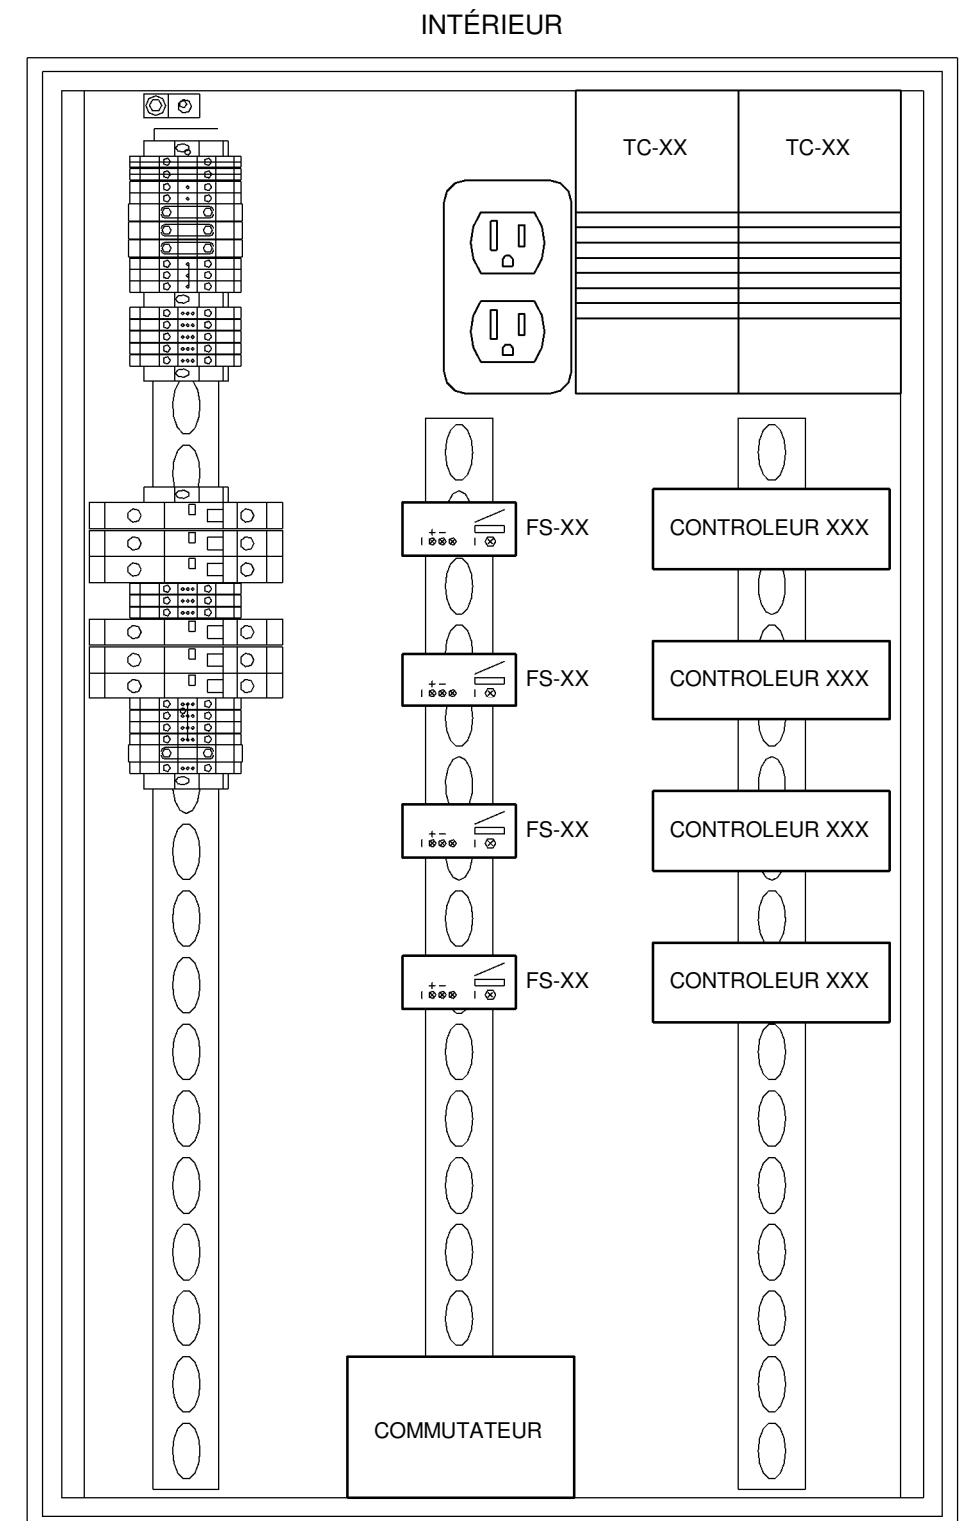 INTÉRIEUR
TC-XX TC-XX
FS-XX CONTROLEUR XXX
FS-XX CONTROLEUR XXX
FS-XX CONTROLEUR XXX
FS-XX CONTROLEUR XXX
COMMUTATEUR